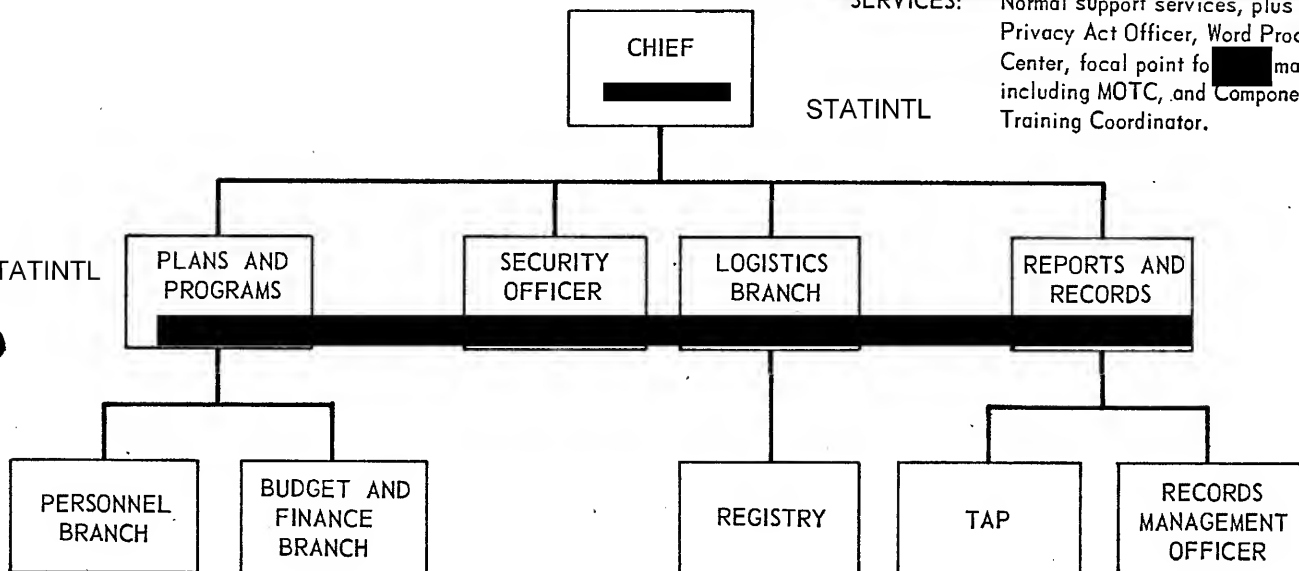 SERVICES: Normal support services, plus
Privacy Act Officer, Word Proc
Center, focal point fo ma
including MOTC, and Compone
Training Coordinator.
CHIEF
STATINTL
TATINTL
PLANS AND
PROGRAMS
SECURITY
OFFICER
LOGISTICS
BRANCH
REPORTS AND
RECORDS
PERSONNEL
BRANCH
BUDGET AND
FINANCE
BRANCH
REGISTRY
TAP
RECORDS
MANAGEMENT
OFFICER